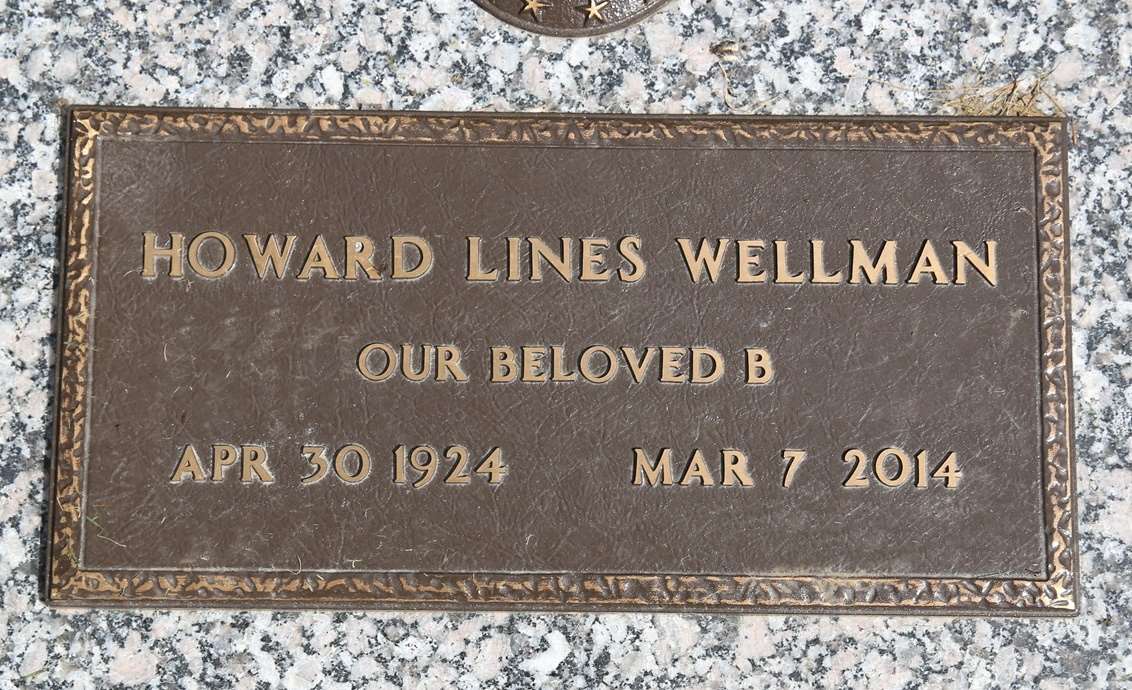 HOWARD LINES WELLMAN
OUR BELOVED B
APR 30 1924 MAR 7 2014